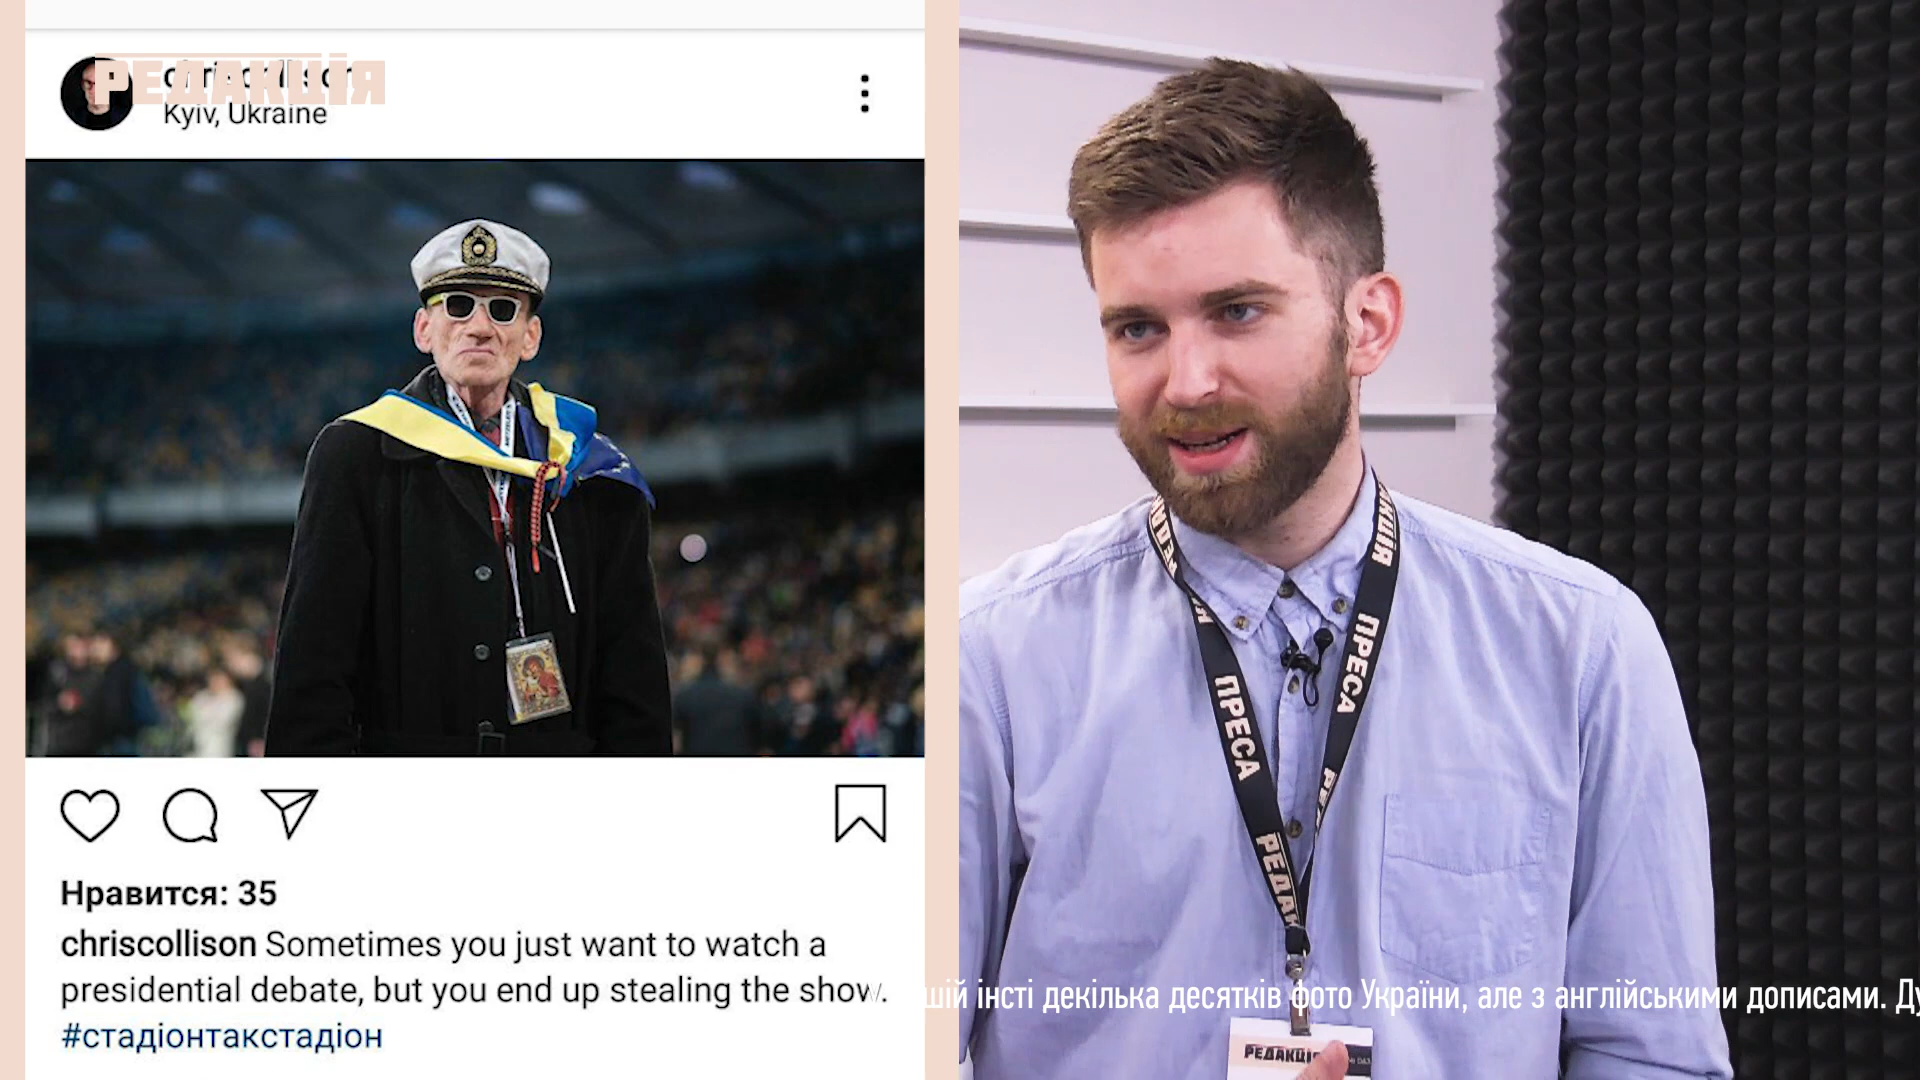 РЕДАКЦІЯ
Kyiv, Ukraine
Нравится: 35
chriscollison Sometimes you just want to watch a
presidential debate, but you end up stealing the show.
#стадіонтакстадіон
інсті декілька десятків фото України, але з англійськими дописами.
ПРЕСА
ПРЕСА
РЕДАКЦІЯ